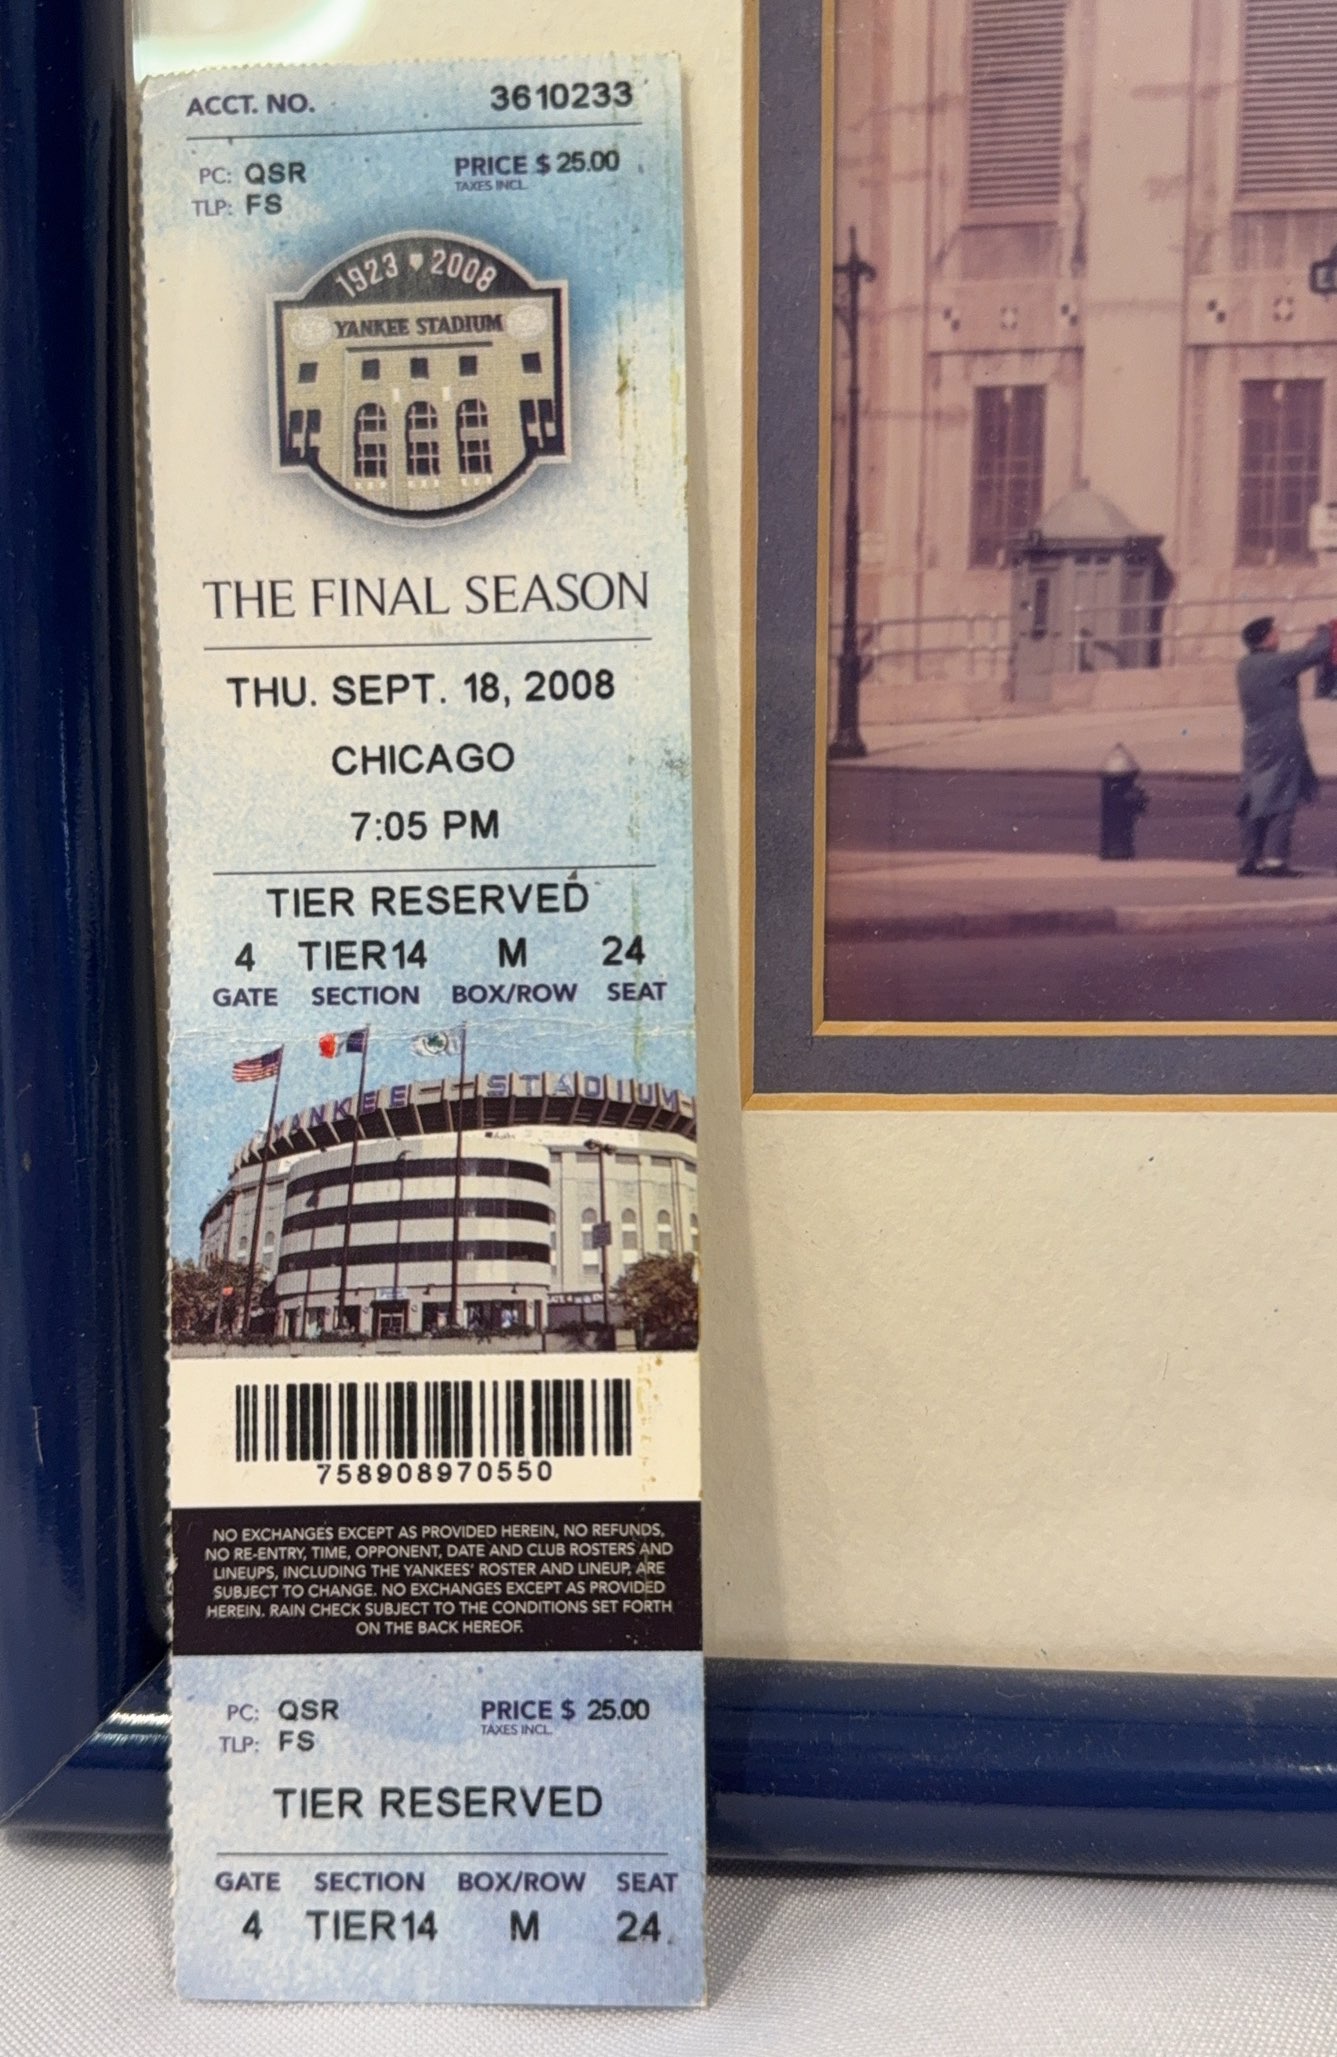 ACCT. NO. 3610233
PC: QSR PRICE $ 25.00
TLP: FS TAXES INCL.
1923 2008
YANKEE STADIUM
THE FINAL SEASON
THU. SEPT. 18, 2008
CHICAGO
7:05 PM
TIER RESERVED
4 TIER14 M 24
GATE SECTION BOX/ROW SEAT
YANKEE STADIUM
758908970550
NO EXCHANGES EXCEPT AS PROVIDED HEREIN, NO REFUNDS,
NO RE-ENTRY, TIME, OPPONENT, DATE AND CLUB ROSTERS AND
LINEUPS, INCLUDING THE YANKEES' ROSTER AND LINEUP, ARE
SUBJECT TO CHANGE. NO EXCHANGES EXCEPT AS PROVIDED
HEREIN. RAIN CHECK SUBJECT TO THE CONDITIONS SET FORTH
ON THE BACK HEREOF.
PC: QSR PRICE $ 25.00
TLP: FS TAXES INCL.
TIER RESERVED
GATE SECTION BOX/ROW SEAT
4 TIER14 M 24